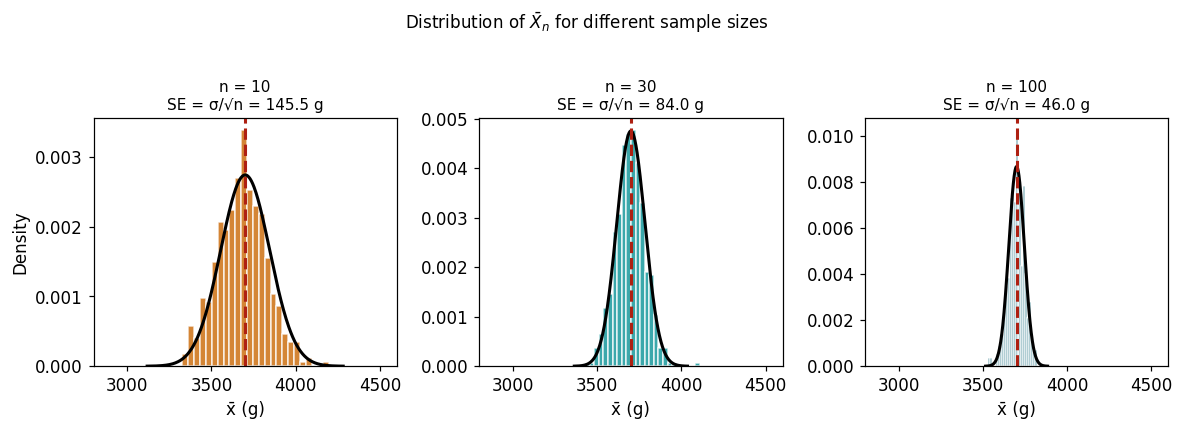 Distribution of X̄ₙ for different sample sizes
n = 10
SE = σ/√n = 145.5 g
n = 30
SE = σ/√n = 84.0 g
n = 100
SE = σ/√n = 46.0 g
Density
0.003
0.002
0.001
0.000
3000 3500 4000 4500
x̄ (g)
0.005
0.004
0.003
0.002
0.001
0.000
3000 3500 4000 4500
x̄ (g)
0.010
0.008
0.006
0.004
0.002
0.000
3000 3500 4000 4500
x̄ (g)